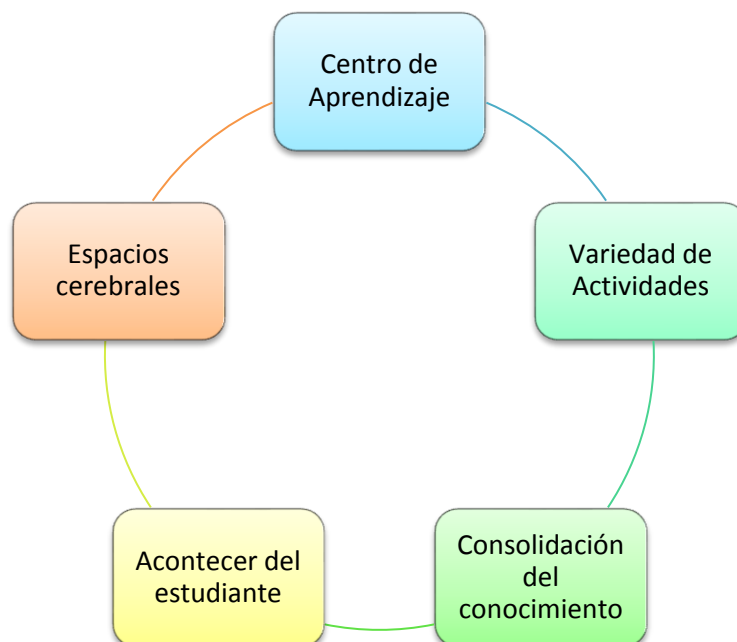 Centro de
Aprendizaje
Variedad de
Actividades
Consolidación
del
conocimiento
Acontecer del
estudiante
Espacios
cerebrales